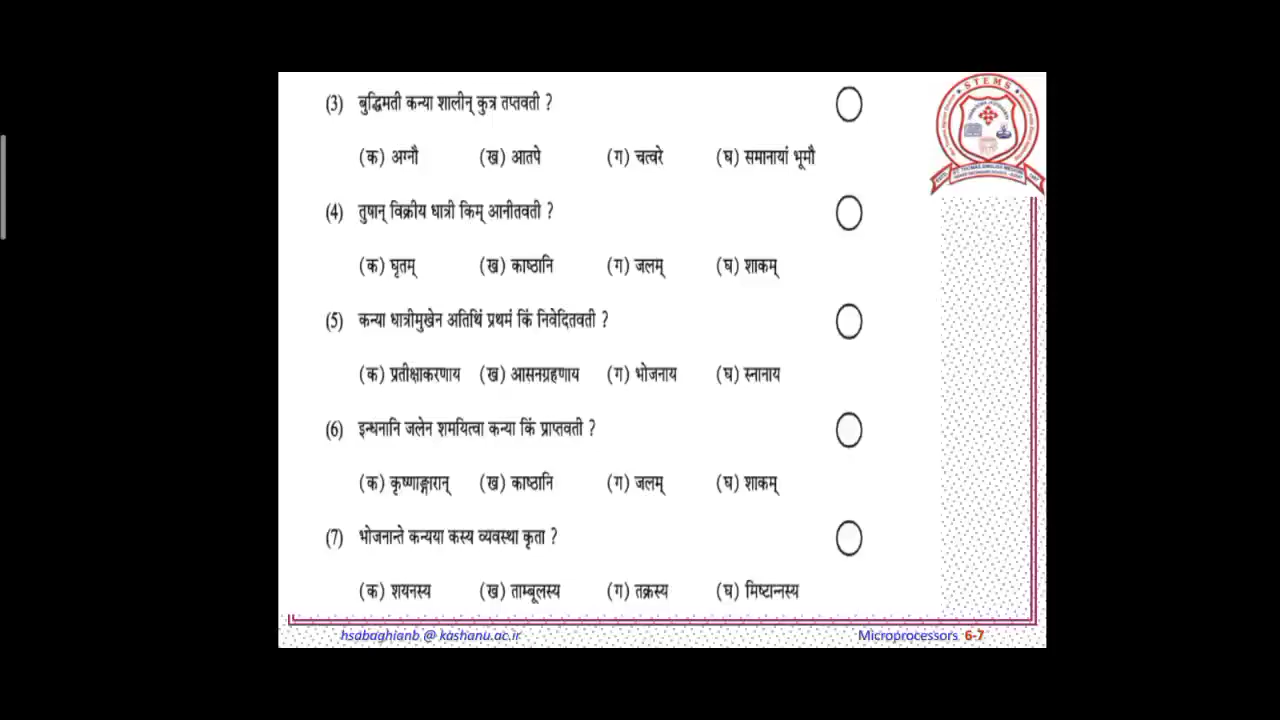 STEMS
(3) बुद्धिमती कन्या शालीन् कुत्र तप्तवती ?
(क) अग्नौ (ख) आतपे (ग) चत्वरे (घ) समानायां भूमौ
(4) तुषान् विक्रीय धात्री किम् आनीतवती ?
(क) घृतम् (ख) काष्ठानि (ग) जलम् (घ) शाकम्
(5) कन्या धात्रीमुखेन अतिथिं प्रथमं किं निवेदितवती ?
(क) प्रतीक्षाकरणाय (ख) आसनग्रहणाय (ग) भोजनाय (घ) स्नानाय
(6) इन्धनानि जलेन शमयित्वा कन्या किं प्राप्तवती ?
(क) कृष्णाङ्गारान् (ख) काष्ठानि (ग) जलम् (घ) शाकम्
(7) भोजनान्ते कन्यया कस्य व्यवस्था कृता ?
(क) शयनस्य (ख) ताम्बूलस्य (ग) तक्रस्य (घ) मिष्टान्नस्य
hsabaghianb @ kashanu.ac.ir Microprocessors 6-7